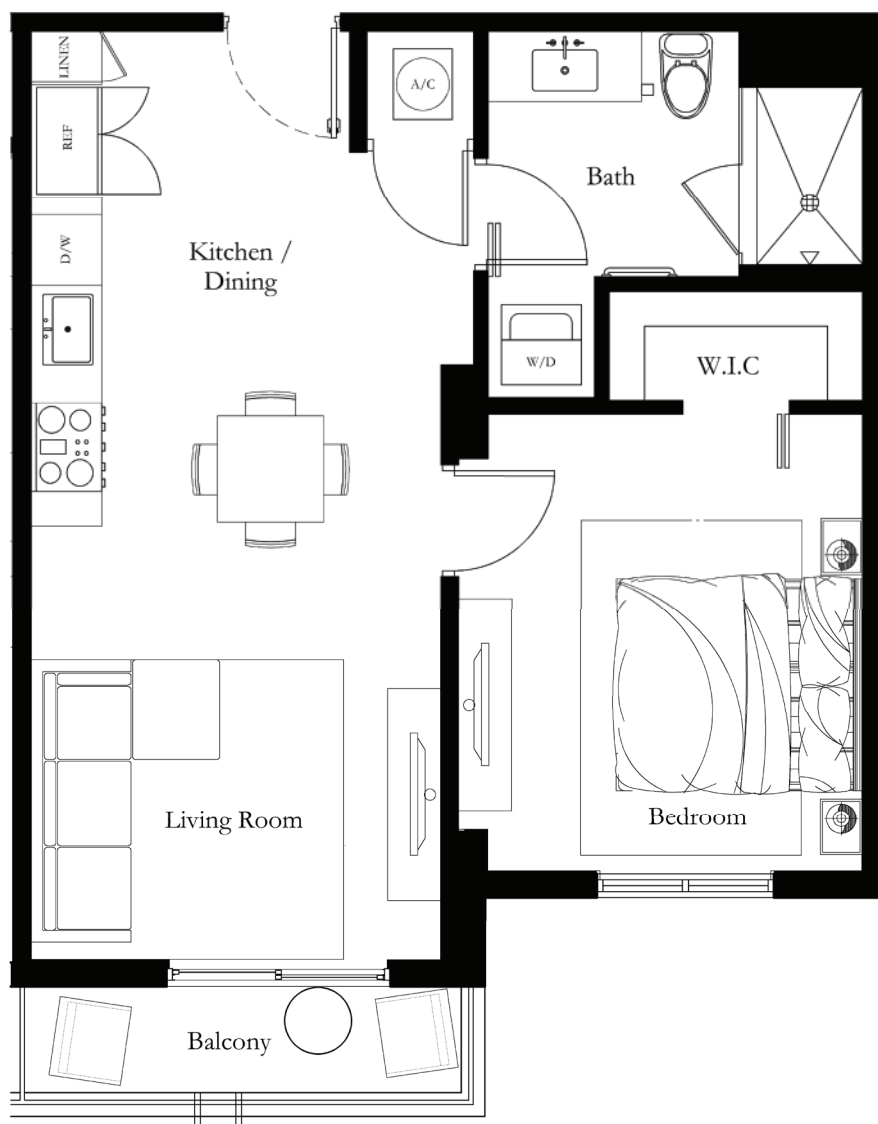 LINEN
A/C
REF
Bath
D/W
Kitchen /
Dining
W/D
W.I.C
Living Room
Bedroom
Balcony